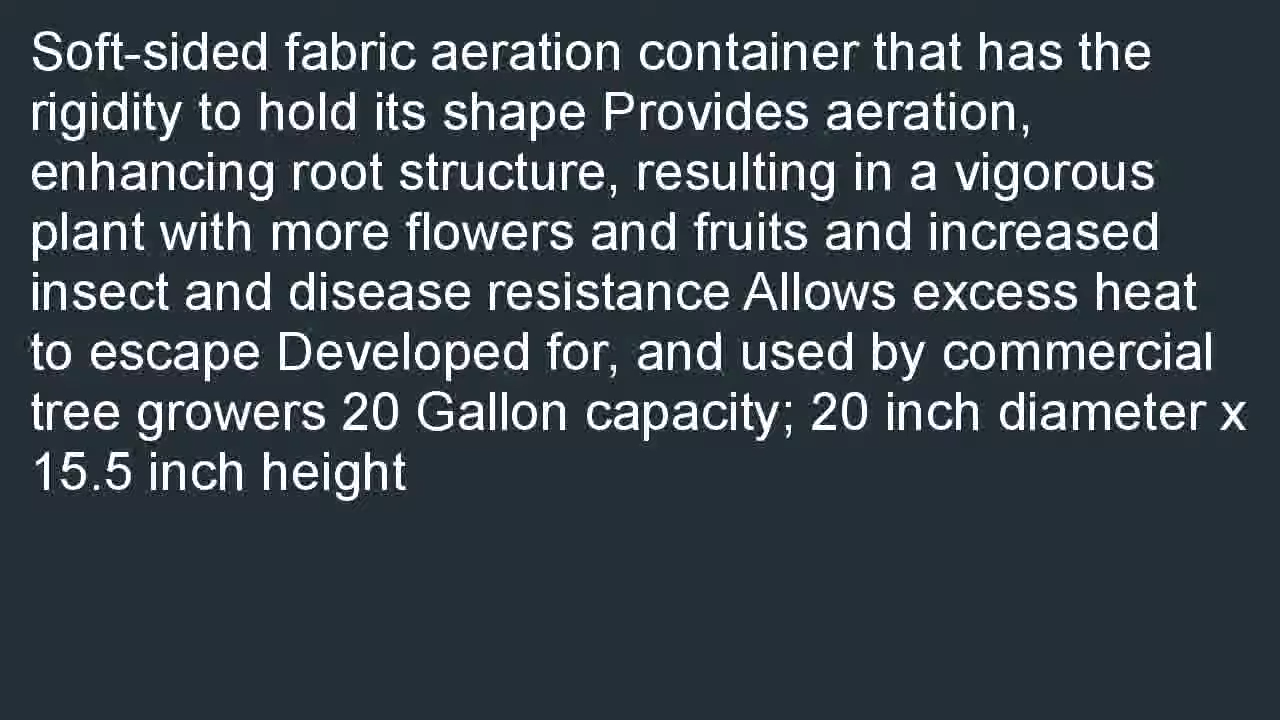 Soft-sided fabric aeration container that has the
rigidity to hold its shape Provides aeration,
enhancing root structure, resulting in a vigorous
plant with more flowers and fruits and increased
insect and disease resistance Allows excess heat
to escape Developed for, and used by commercial
tree growers 20 Gallon capacity; 20 inch diameter x
15.5 inch height